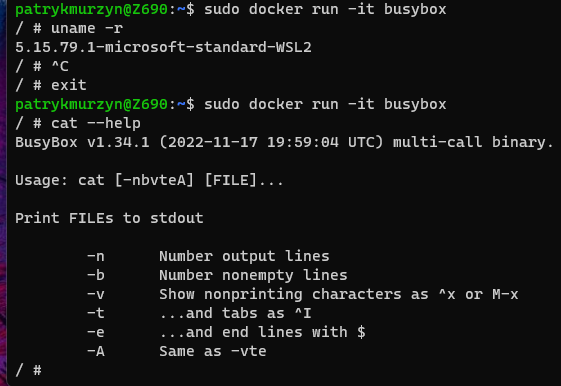 patrykmurzyn@Z690:~$ sudo docker run -it busybox
/ # uname -r
5.15.79.1-microsoft-standard-WSL2
/ # ^C
/ # exit
patrykmurzyn@Z690:~$ sudo docker run -it busybox
/ # cat --help
BusyBox v1.34.1 (2022-11-17 19:59:04 UTC) multi-call binary.

Usage: cat [-nbvteA] [FILE]...

Print FILEs to stdout

        -n      Number output lines
        -b      Number nonempty lines
        -v      Show nonprinting characters as ^x or M-x
        -t      ...and tabs as ^I
        -e      ...and end lines with $
        -A      Same as -vte
/ #